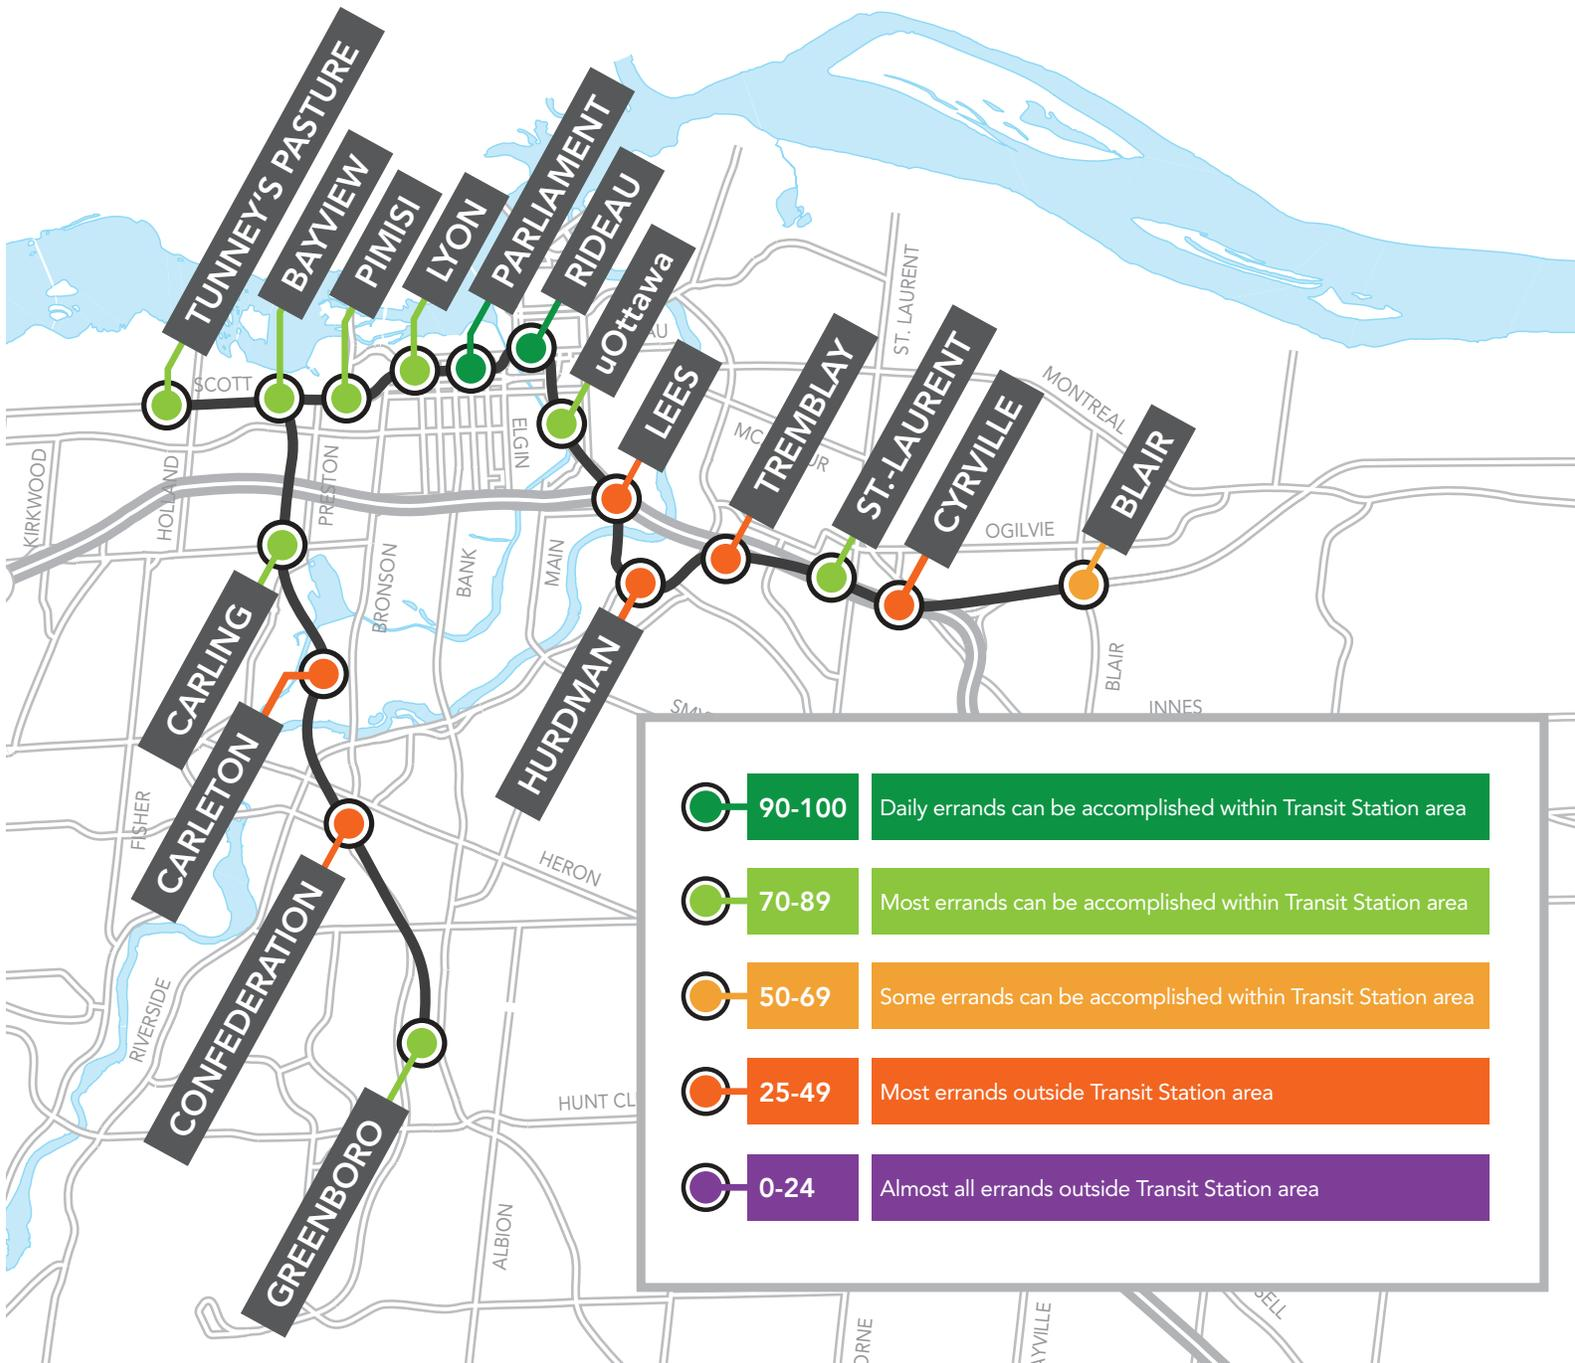 TUNNEY'S PASTURE
BAYVIEW
PIMISI
LYON
PARLIAMENT
RIDEAU
uOttawa
LEES
TREMBLAY
ST-LAURENT
CYRVILLE
BLAIR
CARLING
CARLETON
CONFEDERATION
GREENBORO
HURDMAN
SCOTT
KIRKWOOD
HOLLAND
PRESTON
BRONSON
BANK
ELGIN
MAIN
ST. LAURENT
MONTREAL
OGILVIE
BLAIR
INNES
FISHER
HERON
RIVERSIDE
HUNT CL
ALBION
90-100 Daily errands can be accomplished within Transit Station area
70-89 Most errands can be accomplished within Transit Station area
50-69 Some errands can be accomplished within Transit Station area
25-49 Most errands outside Transit Station area
0-24 Almost all errands outside Transit Station area